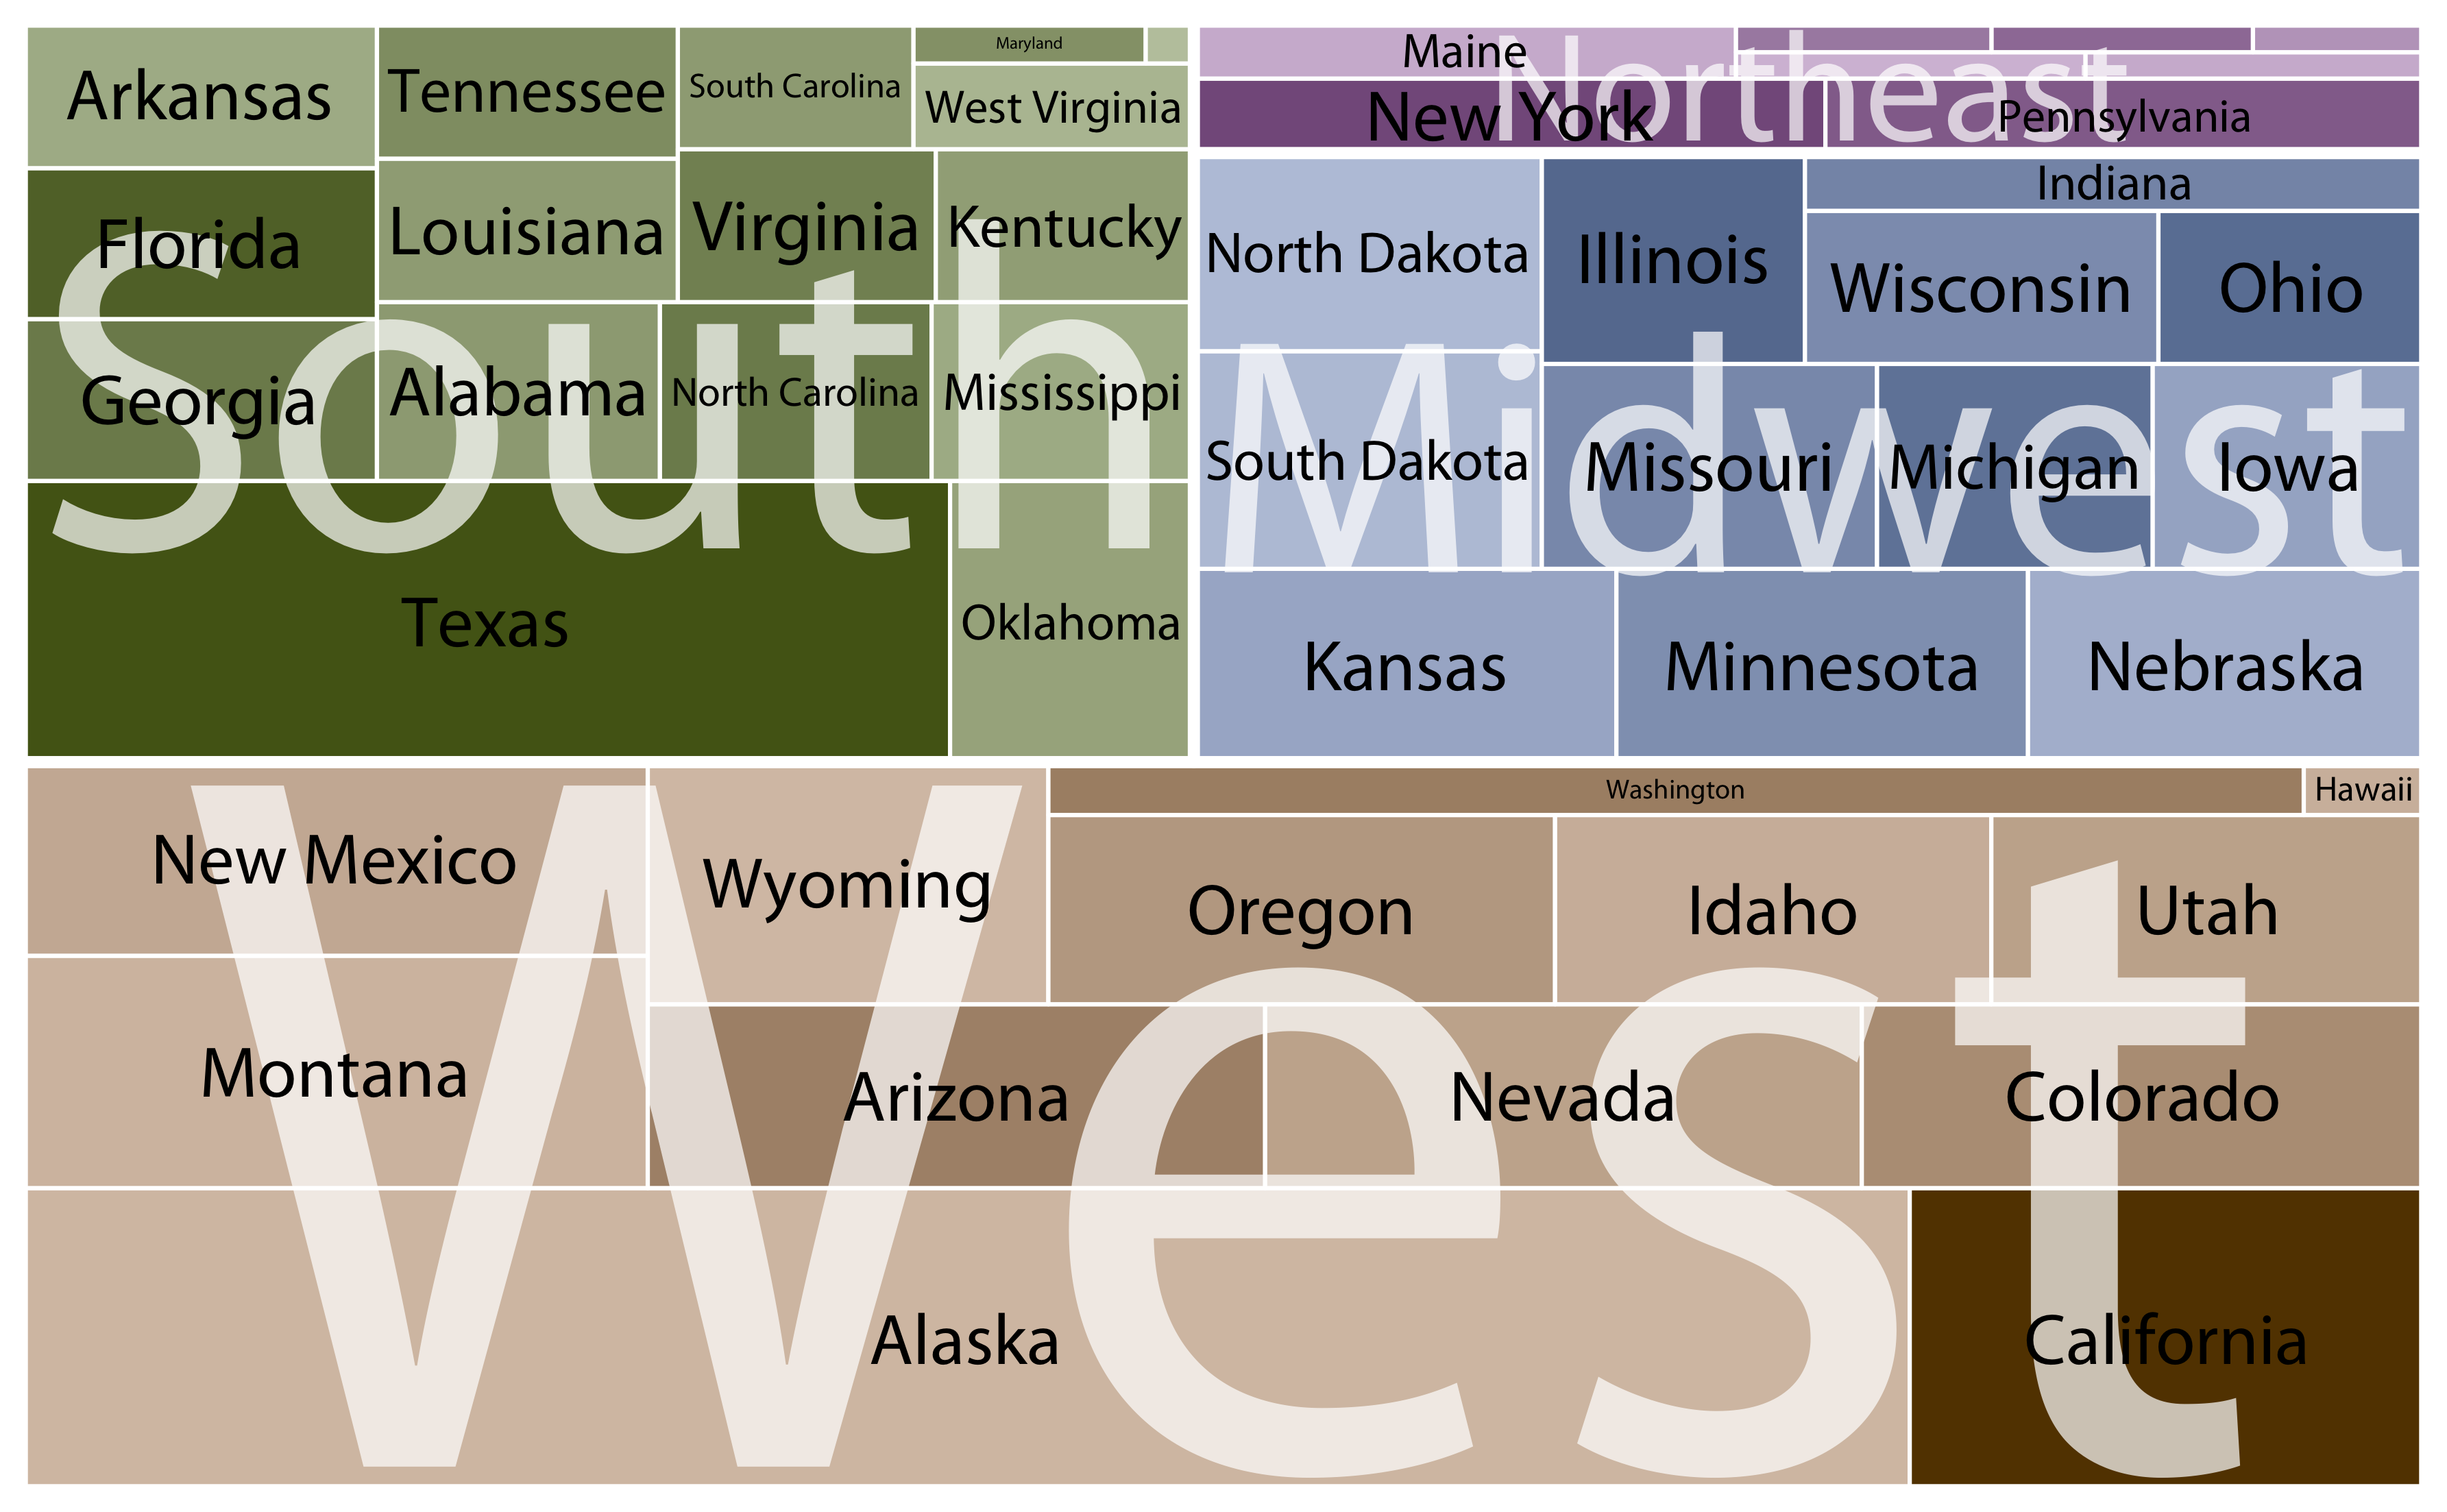 South
Arkansas
Tennessee
South Carolina
Maryland
West Virginia
Florida
Louisiana
Virginia
Kentucky
Georgia
Alabama
North Carolina
Mississippi
Texas
Oklahoma
Northeast
Maine
New York
Pennsylvania
Midwest
North Dakota
Illinois
Indiana
Wisconsin
Ohio
South Dakota
Missouri
Michigan
Iowa
Kansas
Minnesota
Nebraska
West
New Mexico
Wyoming
Washington
Hawaii
Oregon
Idaho
Utah
Montana
Arizona
Nevada
Colorado
Alaska
California